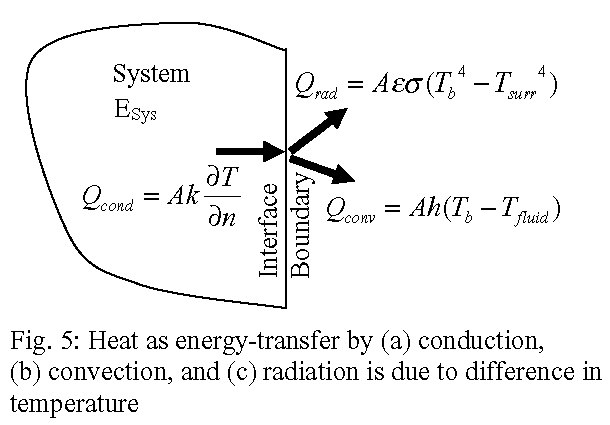 System
E_Sys
Q_rad = Aεσ(T_b^4 − T_surr^4)
Q_cond = Ak ∂T/∂n
Interface
Boundary
Q_conv = Ah(T_b − T_fluid)
Fig. 5: Heat as energy-transfer by (a) conduction,
(b) convection, and (c) radiation is due to difference in
temperature